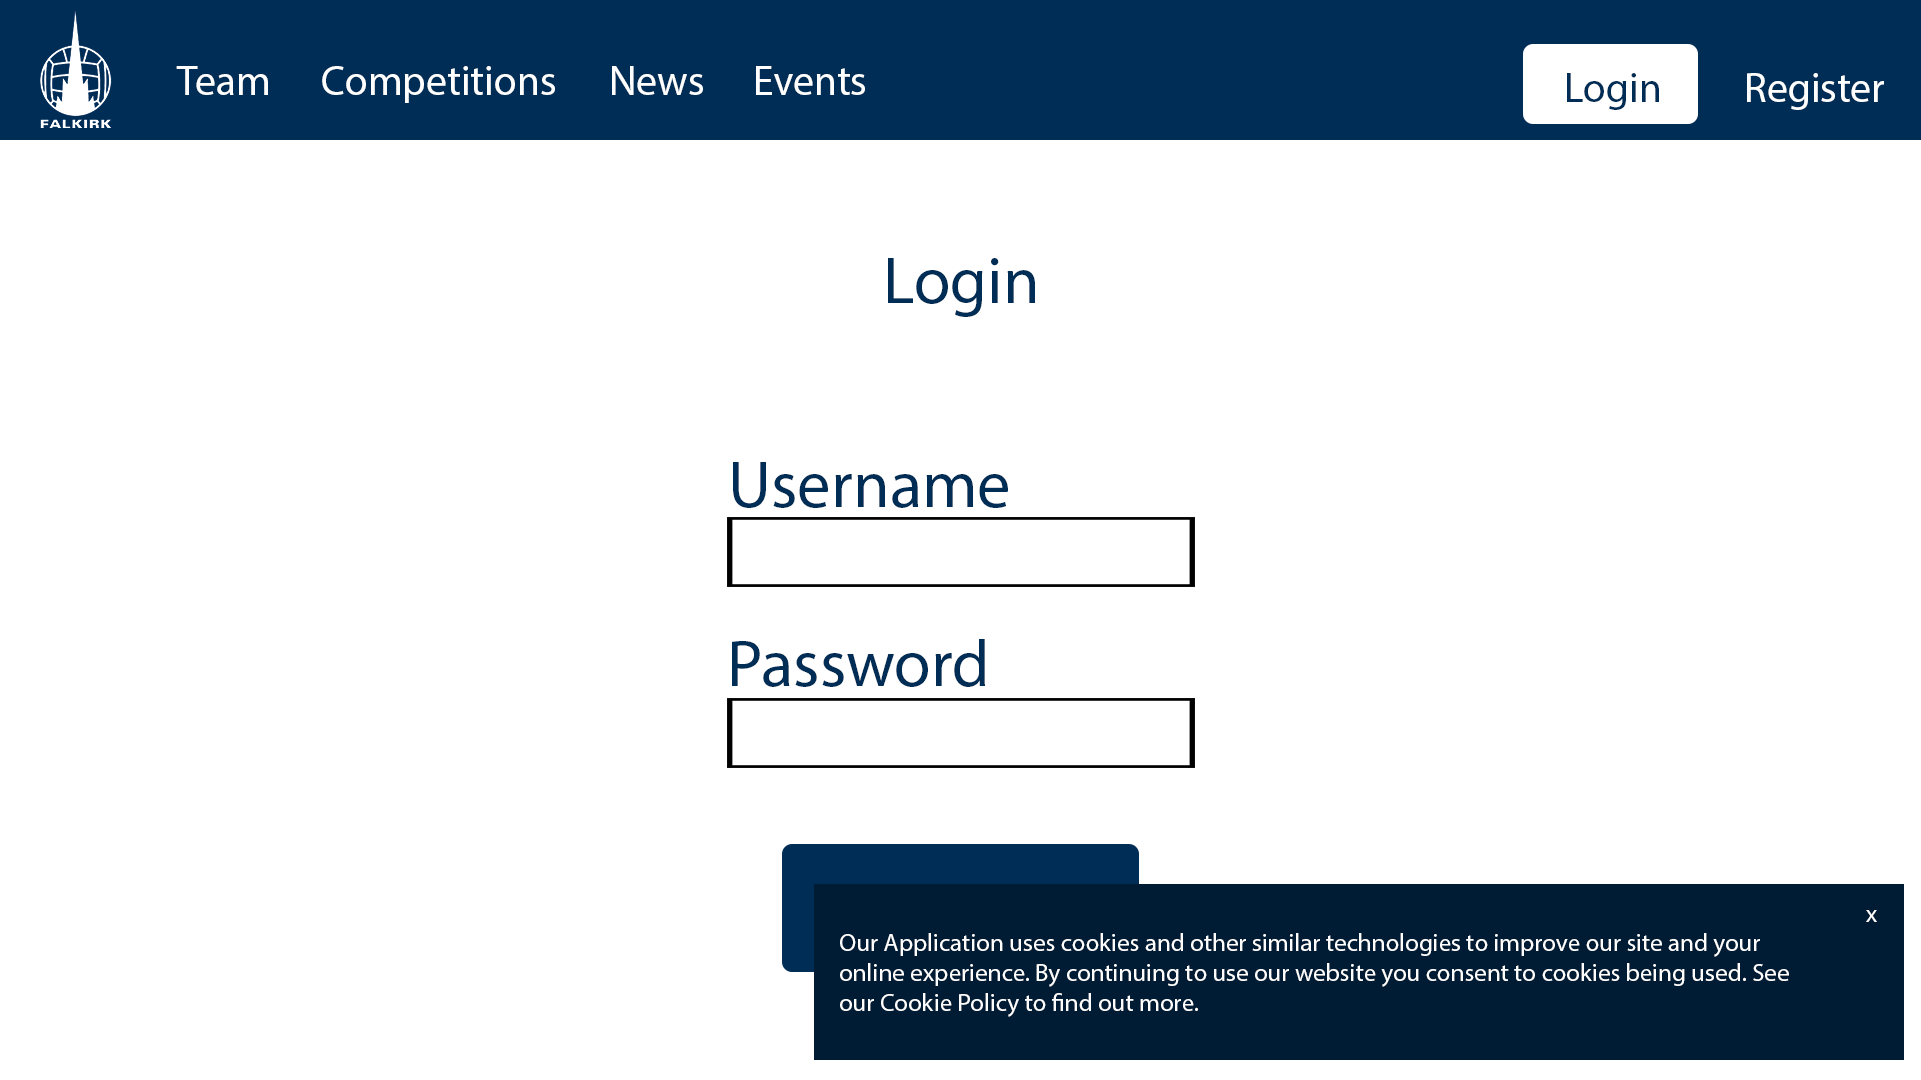 FALKIRK
Team Competitions News Events Login Register
Login
Username
Password
x
Our Application uses cookies and other similar technologies to improve our site and your
online experience. By continuing to use our website you consent to cookies being used. See
our Cookie Policy to find out more.